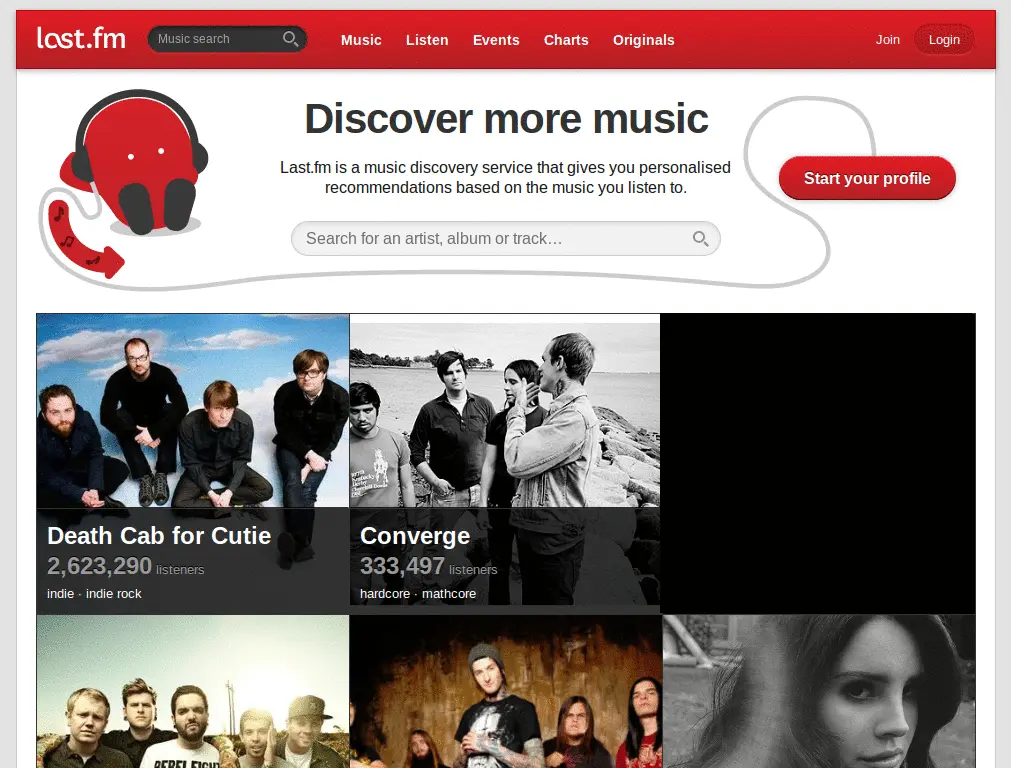 last.fm
Music search
Music
Listen
Events
Charts
Originals
Join
Login
Discover more music
Last.fm is a music discovery service that gives you personalised
recommendations based on the music you listen to.
Start your profile
Search for an artist, album or track…
Death Cab for Cutie
2,623,290 listeners
indie · indie rock
Converge
333,497 listeners
hardcore · mathcore